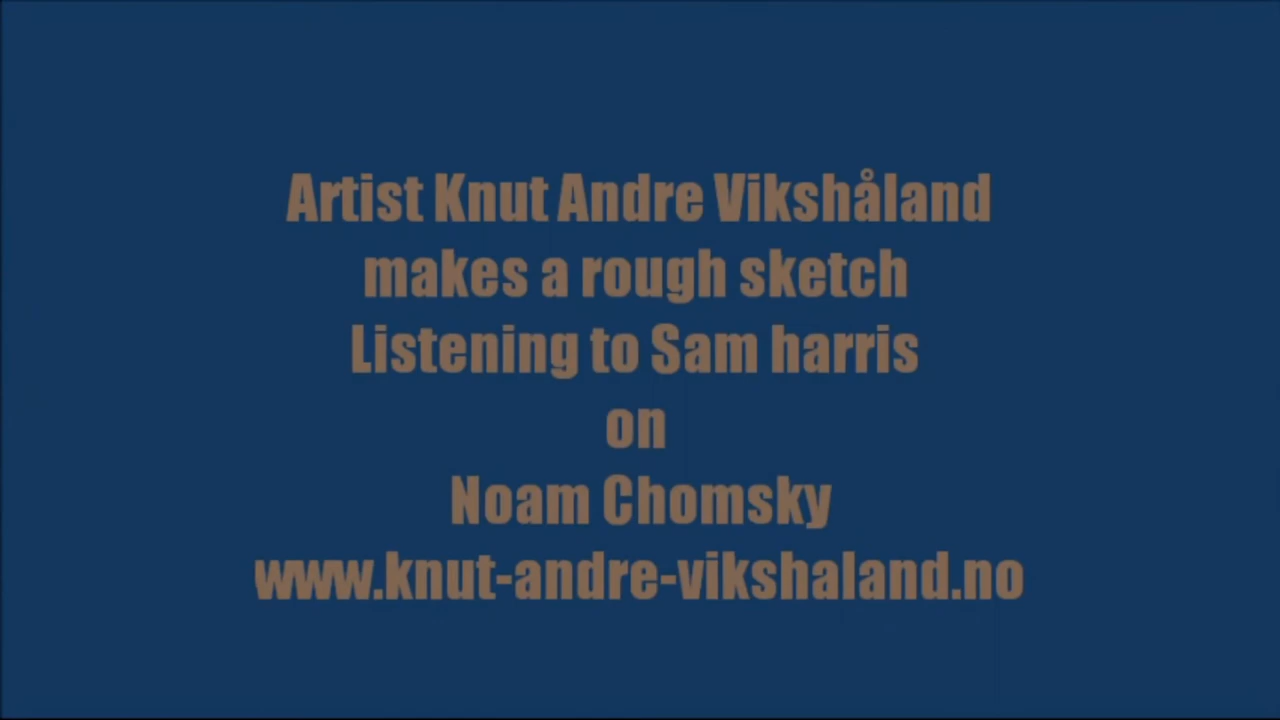 Artist Knut Andre Vikshåland
makes a rough sketch
Listening to Sam harris
on
Noam Chomsky
www.knut-andre-vikshaland.no